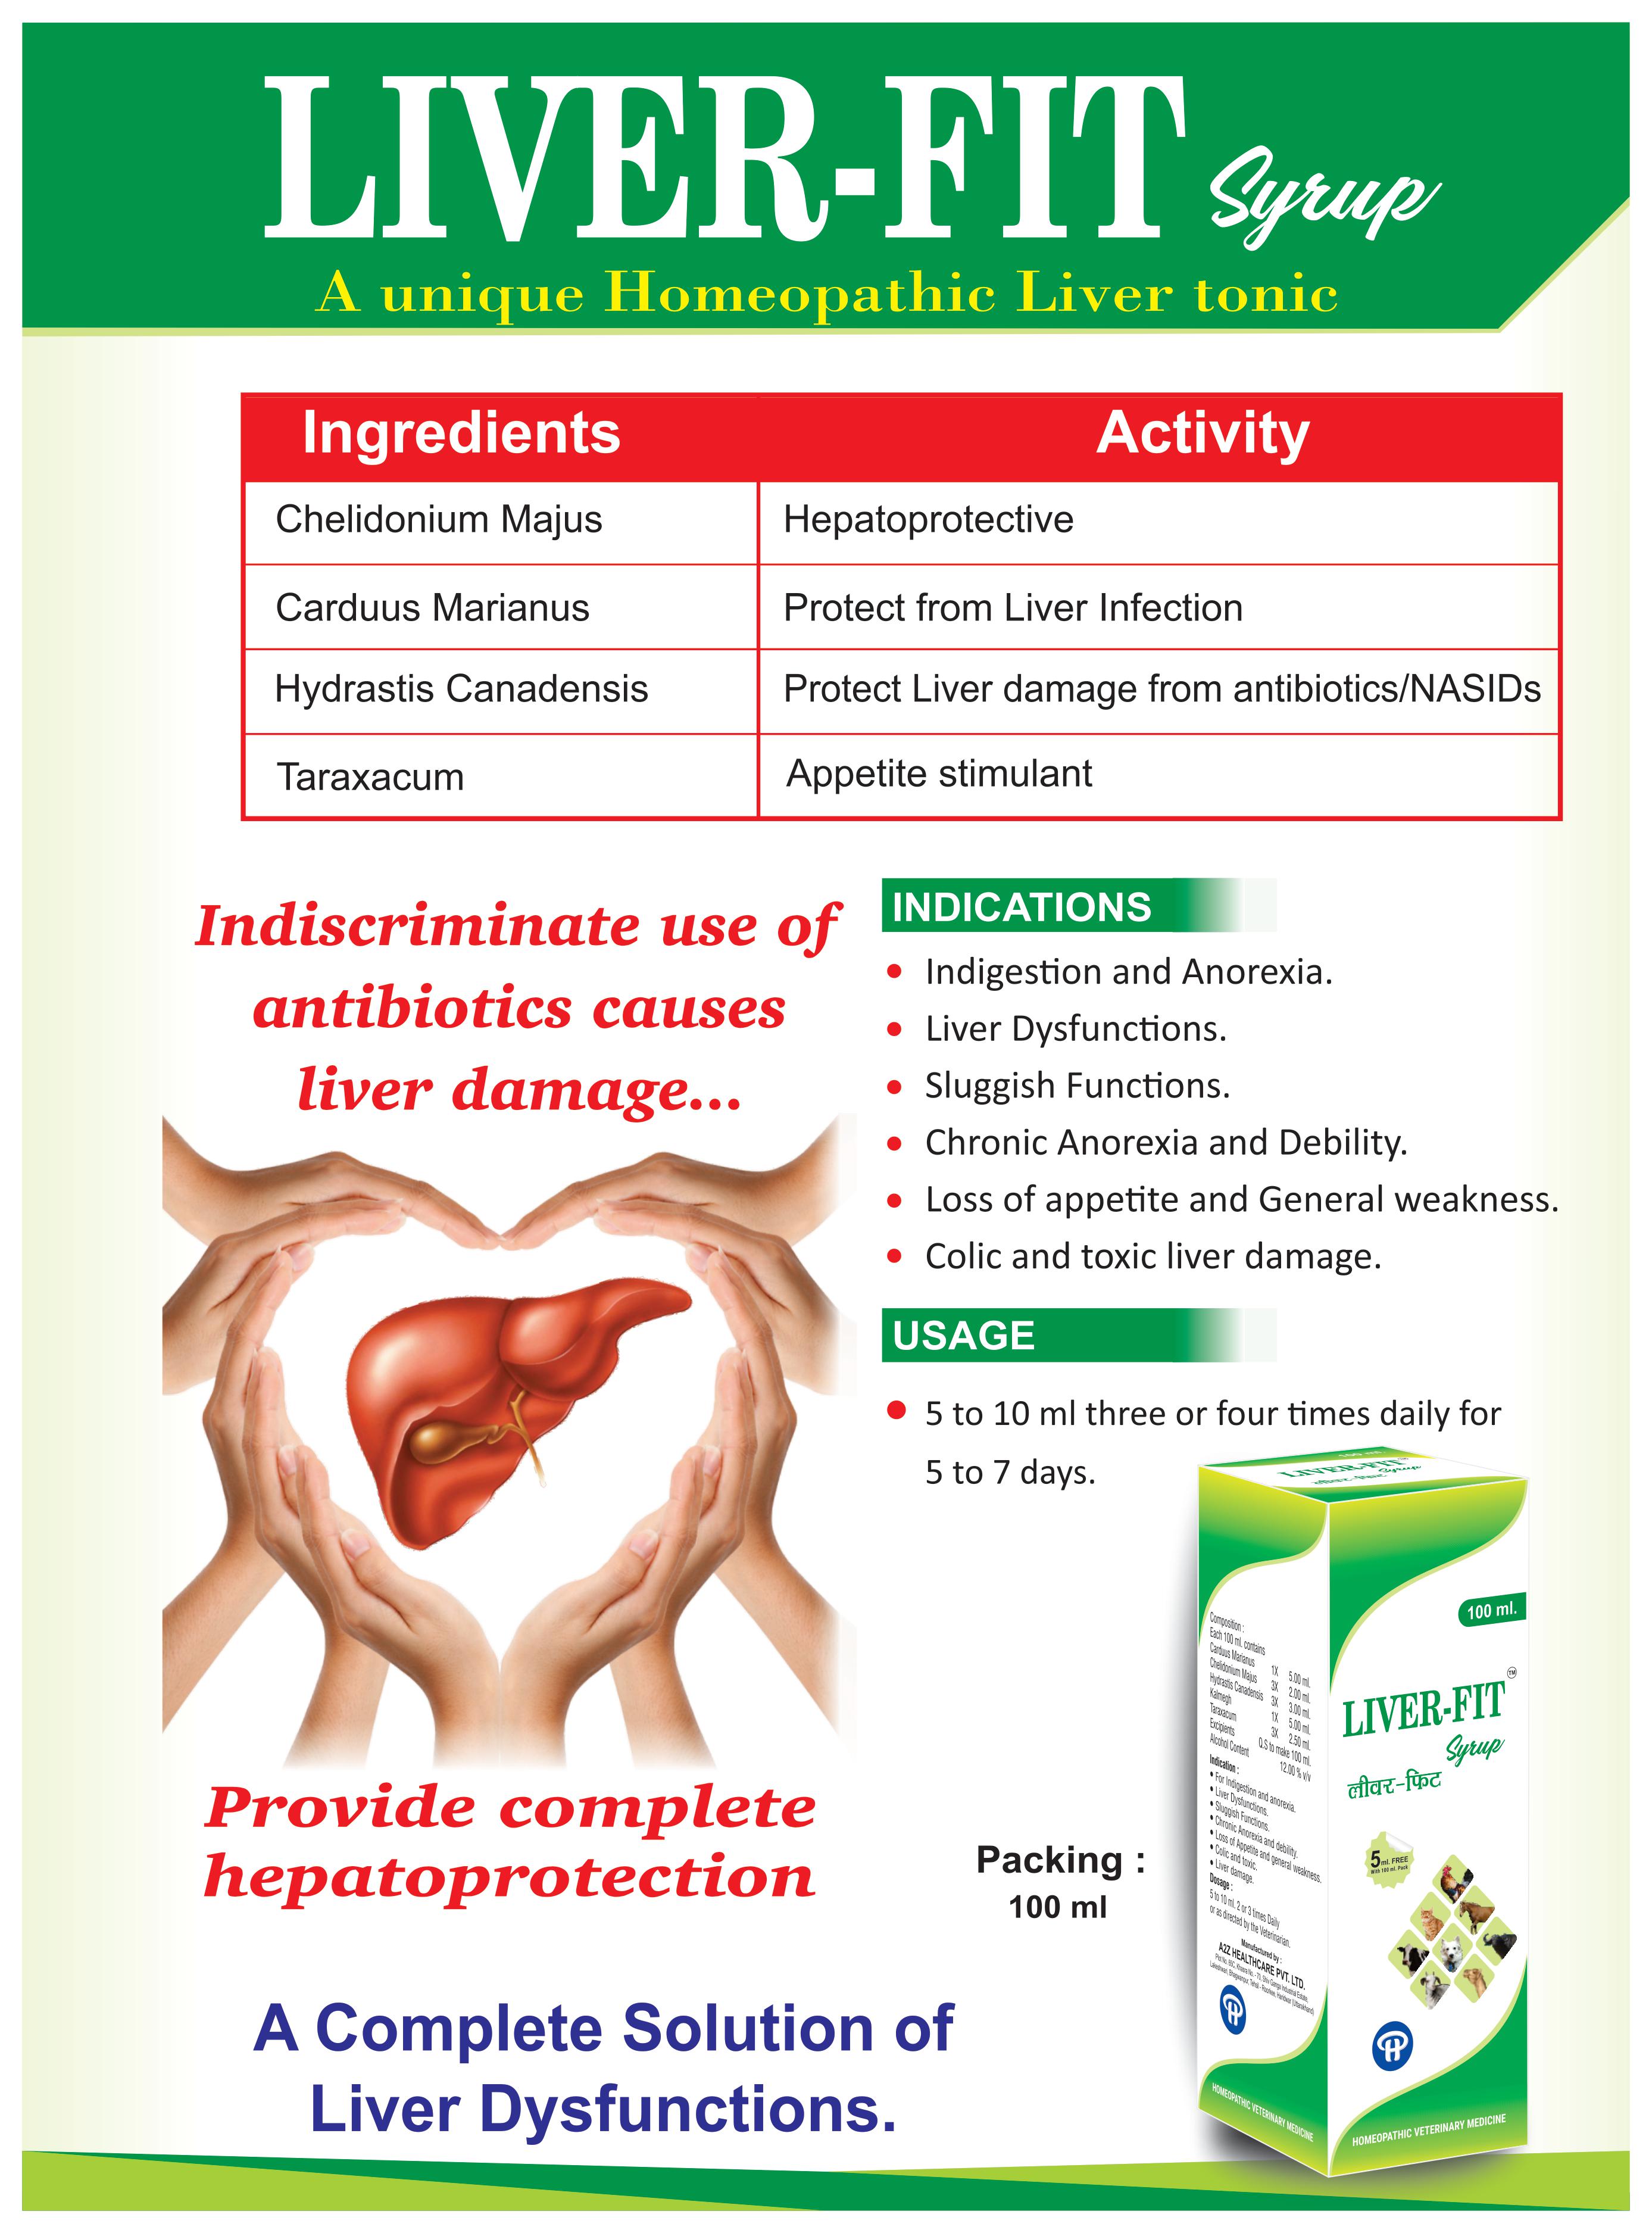 LIVER-FIT Syrup
A unique Homeopathic Liver tonic
Ingredients Activity
Chelidonium Majus Hepatoprotective
Carduus Marianus Protect from Liver Infection
Hydrastis Canadensis Protect Liver damage from antibiotics/NASIDs
Taraxacum Appetite stimulant
Indiscriminate use of
antibiotics causes
liver damage...
INDICATIONS
• Indigestion and Anorexia.
• Liver Dysfunctions.
• Sluggish Functions.
• Chronic Anorexia and Debility.
• Loss of appetite and General weakness.
• Colic and toxic liver damage.
USAGE
• 5 to 10 ml three or four times daily for
5 to 7 days.
Provide complete
hepatoprotection
Packing :
100 ml
A Complete Solution of
Liver Dysfunctions.
100 ml.
LIVER-FIT
Syrup
लीवर-फिट
Composition :
Each 100 ml. contains
Carduus Marianus 1X 5.00 ml.
Chelidonium Majus 3X 2.00 ml.
Hydrastis Canadensis 3X 3.00 ml.
Kalmegh 1X 5.00 ml.
Taraxacum 3X 2.50 ml.
Excipients Q.S to make 100 ml.
Alcohol Content 12.00 % v/v
Indication :
• For Indigestion and anorexia.
• Liver Dysfunctions.
• Sluggish Functions.
• Chronic Anorexia and debility.
• Loss of Appetite and general weakness.
• Colic and toxic.
• Liver damage.
Dosage :
5 to 10 ml. 2 or 3 times Daily
or as directed by the Veterinarian.
Manufactured by :
A2Z HEALTHCARE PVT. LTD.
HOMEOPATHIC VETERINARY MEDICINE
100 ml.
LIVER-FIT TM
Syrup
लीवर-फिट
5 ml. FREE
With 100 ml. Pack
HOMEOPATHIC VETERINARY MEDICINE